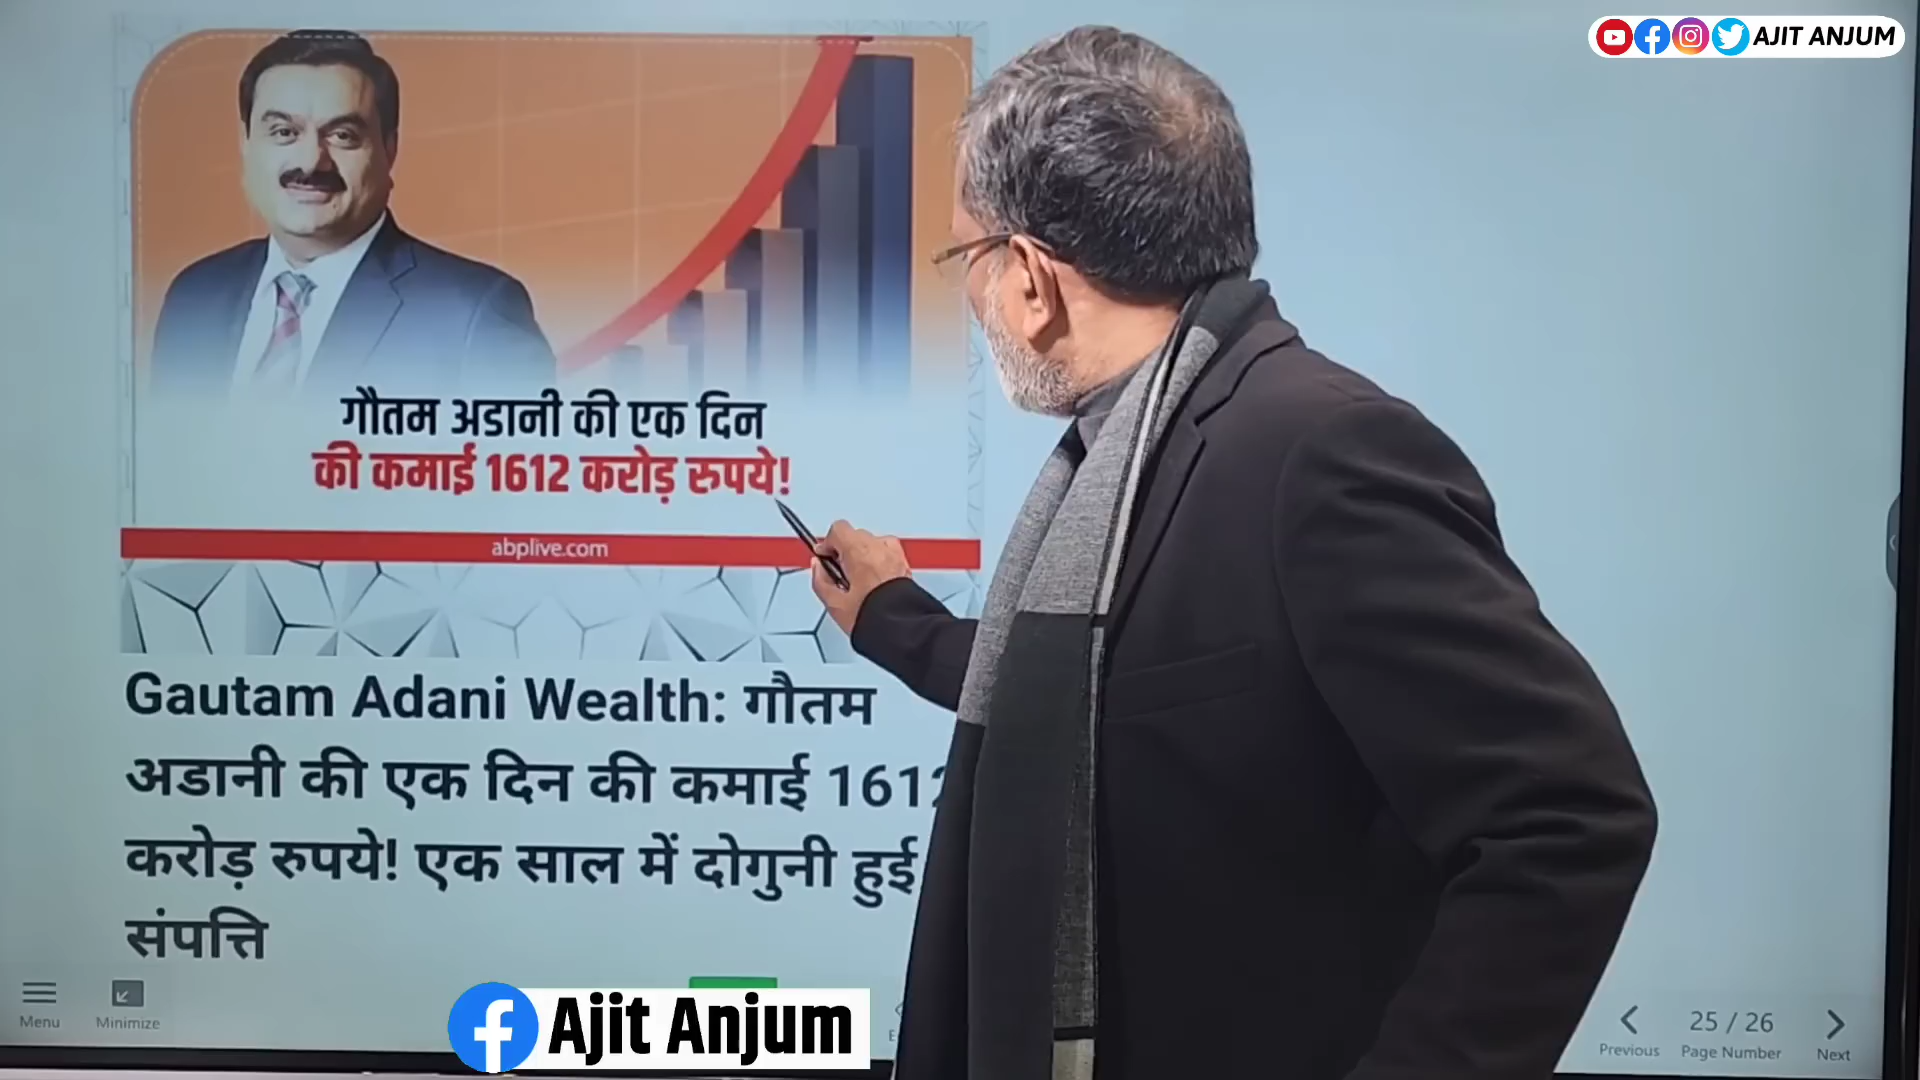 AJIT ANJUM
गौतम अडानी की एक दिन
की कमाई 1612 करोड़ रुपये!
abplive.com
Gautam Adani Wealth: गौतम
अडानी की एक दिन की कमाई 1612
करोड़ रुपये! एक साल में दोगुनी हुई
संपत्ति
Menu
Minimize
Ajit Anjum
Previous
25 / 26
Page Number
Next